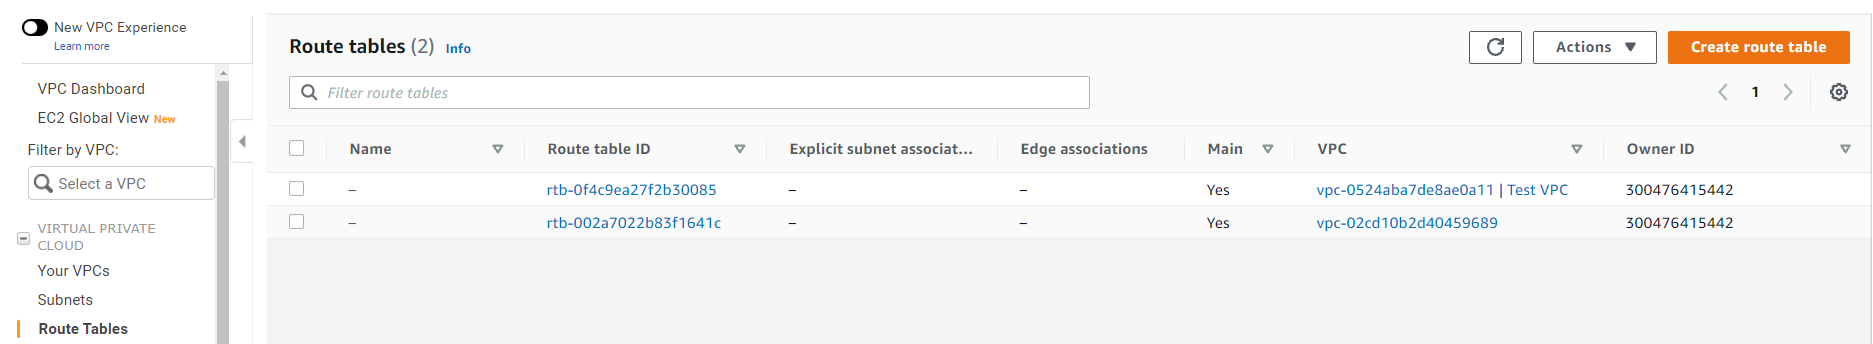 New VPC Experience
Learn more
VPC Dashboard
EC2 Global View New
Filter by VPC:
Select a VPC
VIRTUAL PRIVATE
CLOUD
Your VPCs
Subnets
Route Tables
Route tables (2) Info
Actions
Create route table
Filter route tables
1
Name Route table ID Explicit subnet associat... Edge associations Main VPC Owner ID
– rtb-0f4c9ea27f2b30085 – – Yes vpc-0524aba7de8ae0a11 | Test VPC 300476415442
– rtb-002a7022b83f1641c – – Yes vpc-02cd10b2d40459689 300476415442